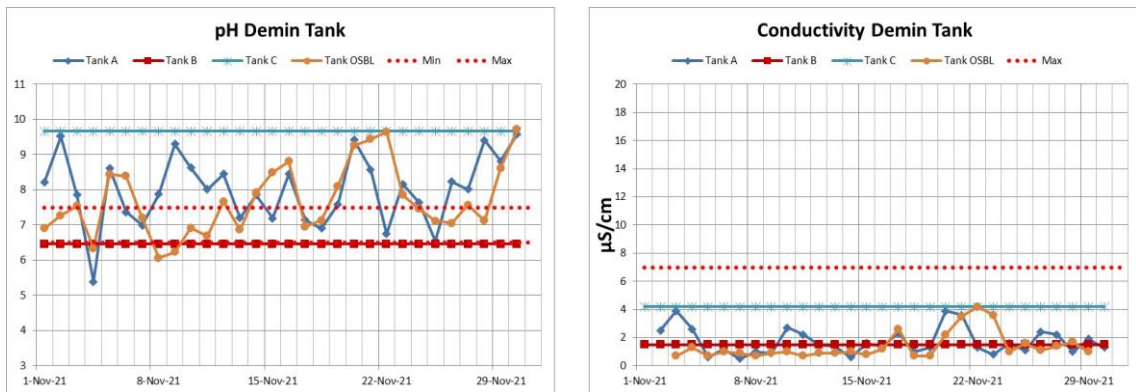 pH Demin Tank
Tank A Tank B Tank C Tank OSBL Min Max
11
10
9
8
7
6
5
4
3
1-Nov-21 8-Nov-21 15-Nov-21 22-Nov-21 29-Nov-21
Conductivity Demin Tank
Tank A Tank B Tank C Tank OSBL Max
20
18
16
14
12
10
8
6
4
2
0
µS/cm
1-Nov-21 8-Nov-21 15-Nov-21 22-Nov-21 29-Nov-21